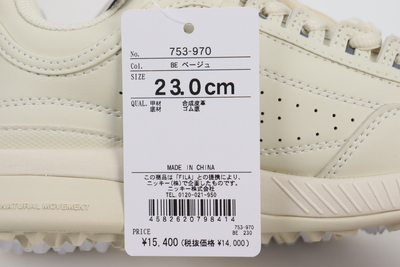 No. 753-970
Col. BE ベージュ
SIZE
23.0cm
QUAL. 甲材 合成皮革
底材 ゴム底
MADE IN CHINA
この商品は「FILA」との提携により
ニッキー(株)で企画したものです。
ニッキー株式会社
TEL.0120-021-950
NATURAL MOVEMENT
4582620798414
753-970
PRICE BE 230
¥15,400(税抜価格 ¥14,000)